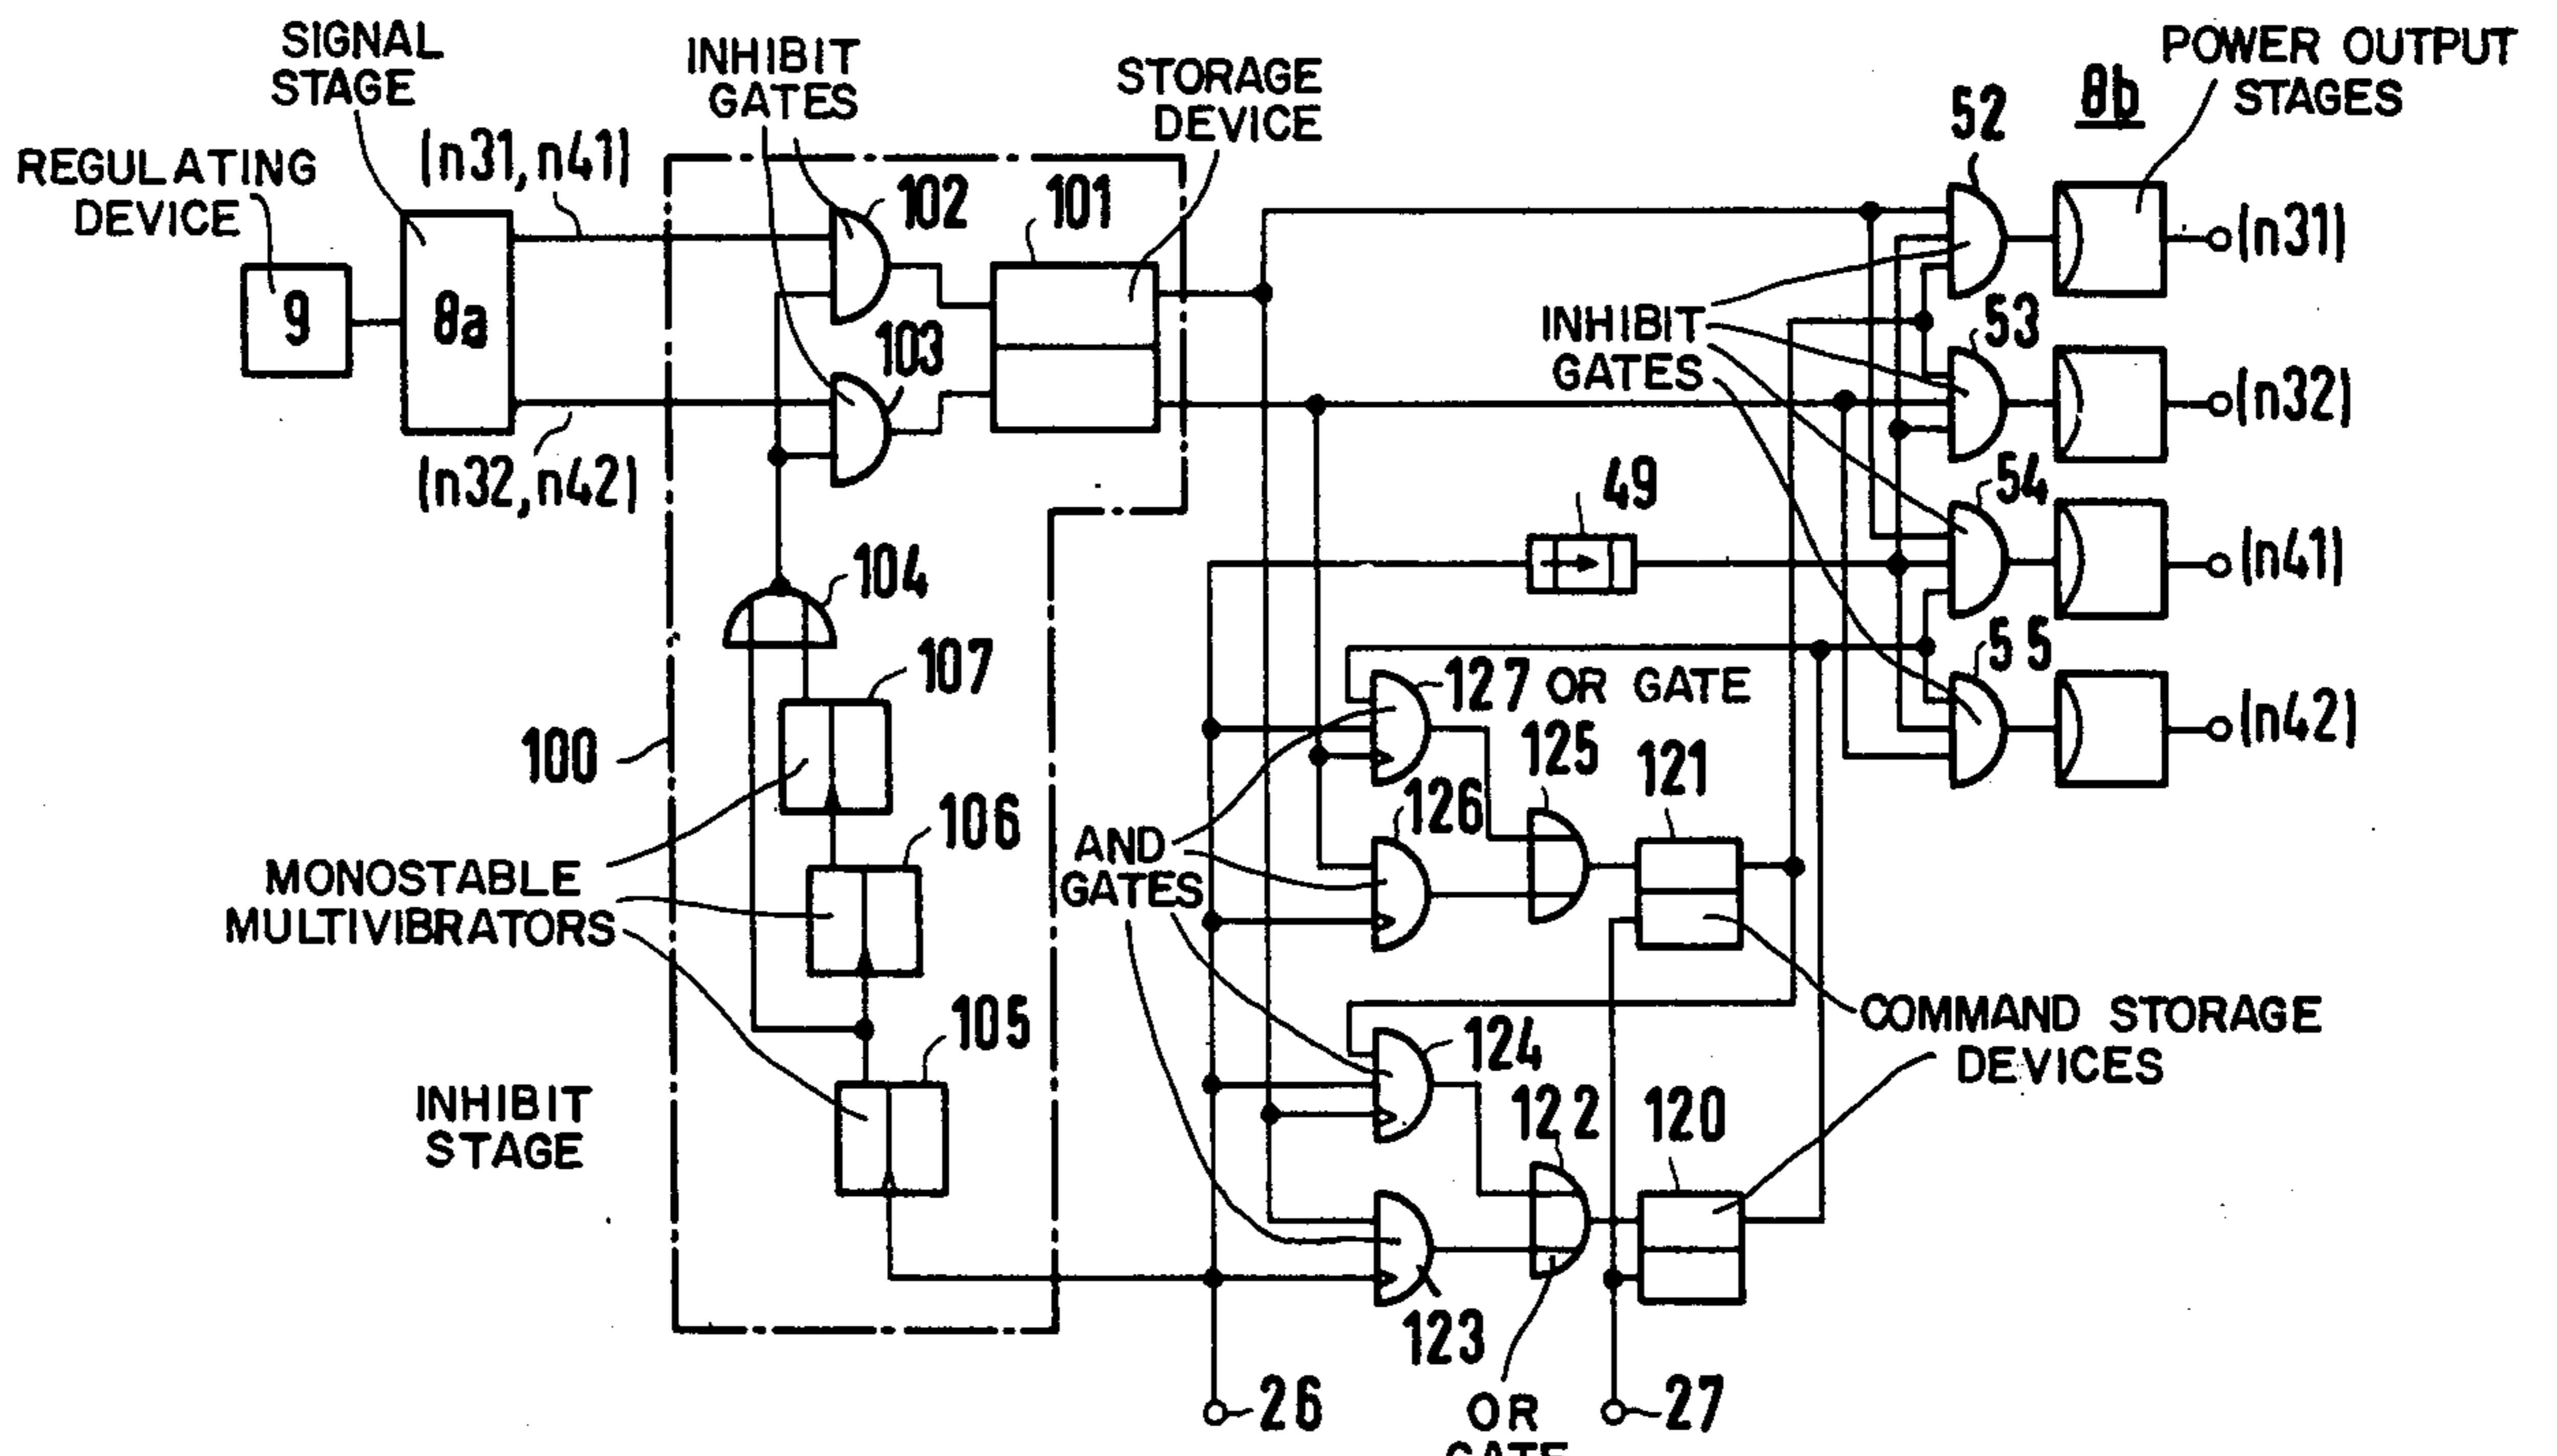 SIGNAL
STAGE
INHIBIT
GATES
STORAGE
DEVICE
POWER OUTPUT
STAGES
8b
REGULATING
DEVICE
(n31,n41)
9
8a
(n32,n42)
102
101
103
52
(n31)
53
(n32)
INHIBIT
GATES
49
54
(n41)
55
(n42)
104
107
100
106
MONOSTABLE
MULTIVIBRATORS
105
INHIBIT
STAGE
127 OR GATE
125
121
126
AND
GATES
COMMAND STORAGE
DEVICES
124
122
120
123
26
27
OR
GATE